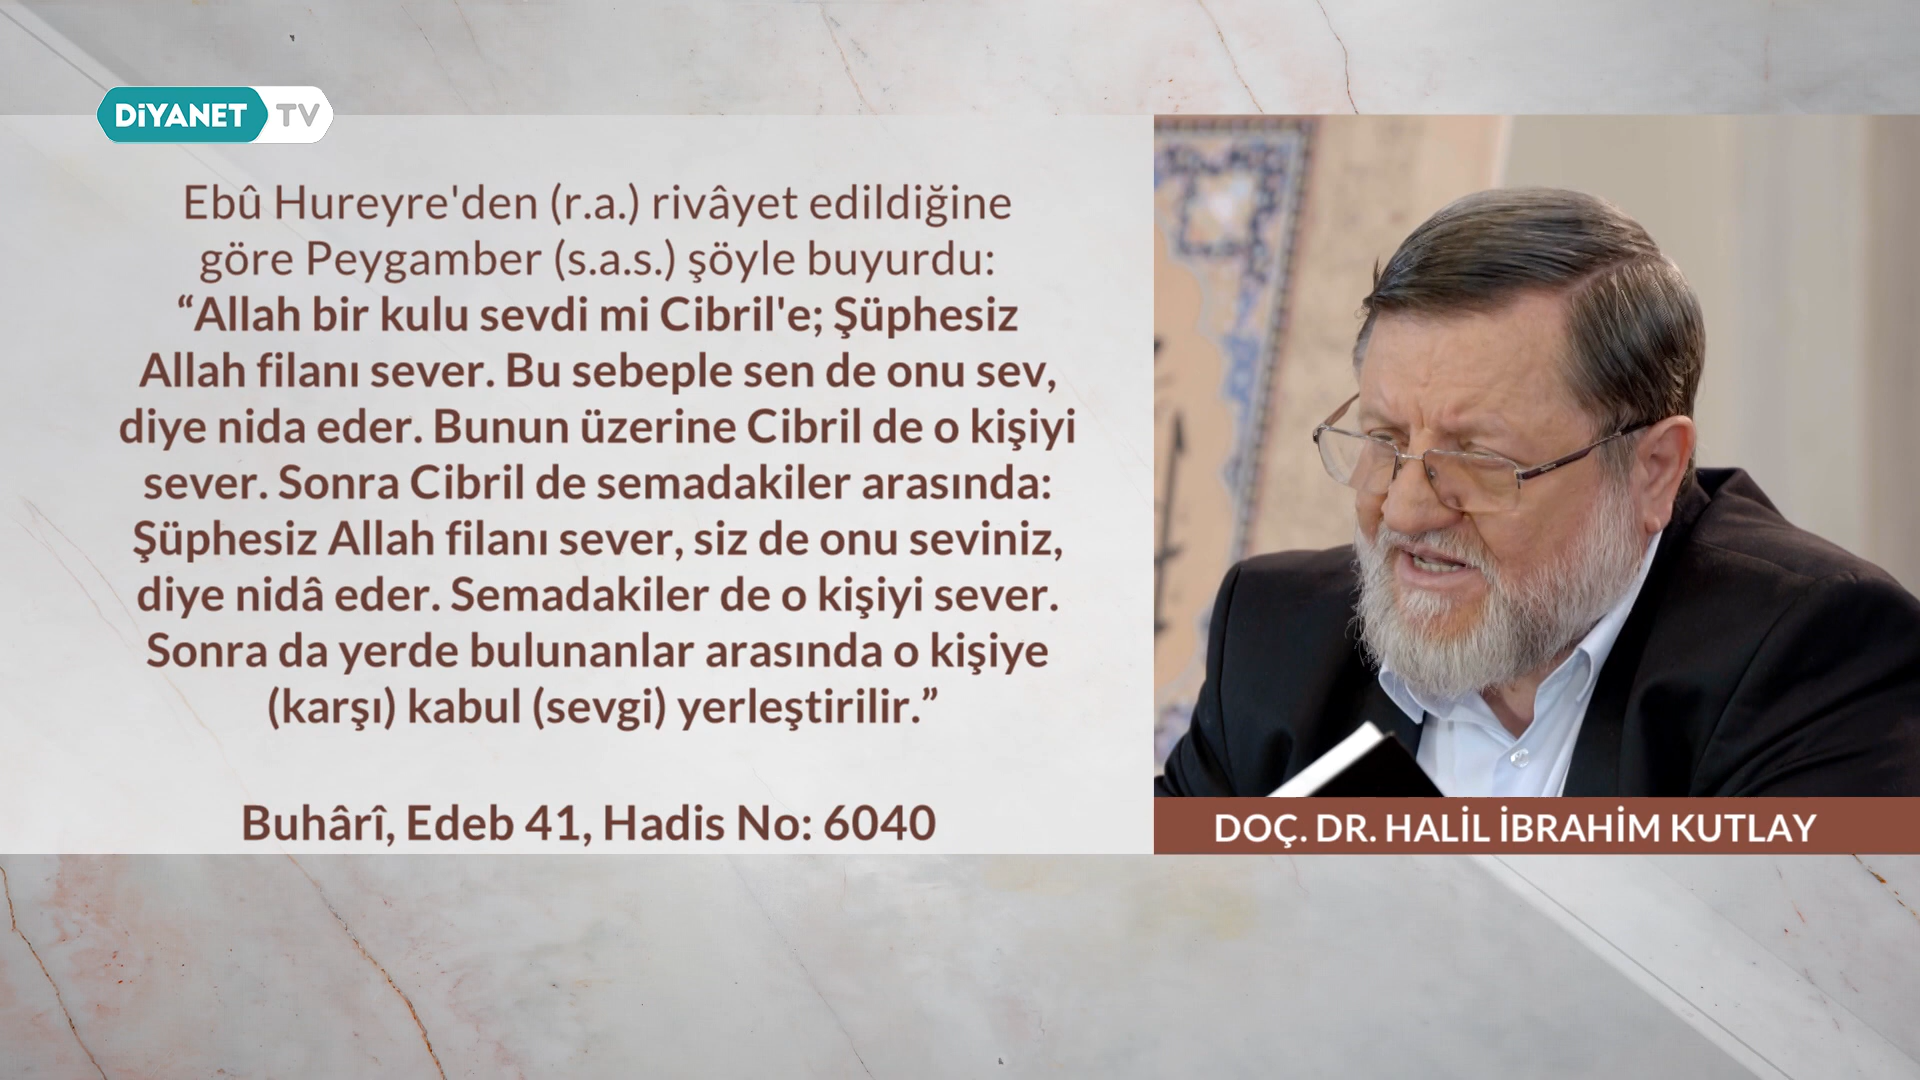 DiYANET TV
Ebû Hureyre'den (r.a.) rivâyet edildiğine
göre Peygamber (s.a.s.) şöyle buyurdu:
“Allah bir kulu sevdi mi Cibril'e; Şüphesiz
Allah filanı sever. Bu sebeple sen de onu sev,
diye nida eder. Bunun üzerine Cibril de o kişiyi
sever. Sonra Cibril de semadakiler arasında:
Şüphesiz Allah filanı sever, siz de onu seviniz,
diye nidâ eder. Semadakiler de o kişiyi sever.
Sonra da yerde bulunanlar arasında o kişiye
(karşı) kabul (sevgi) yerleştirilir.”
Buhârî, Edeb 41, Hadis No: 6040
DOÇ. DR. HALİL İBRAHİM KUTLAY